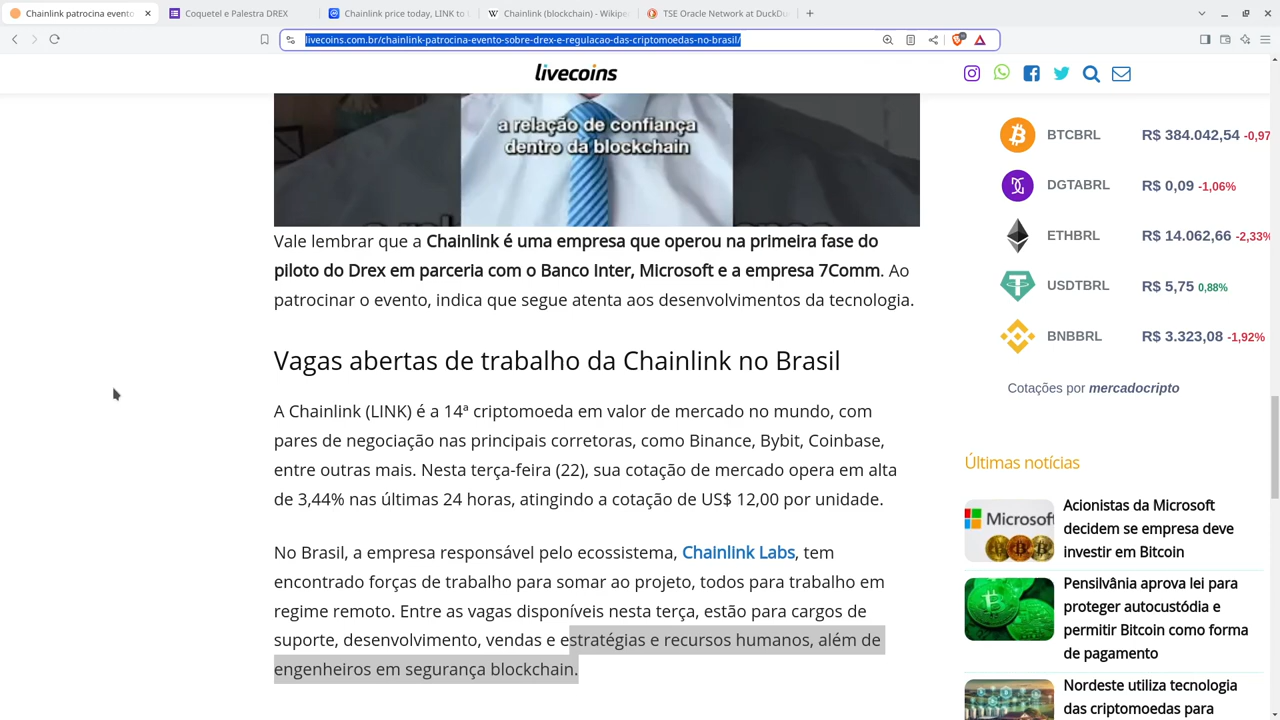 Chainlink patrocina evento
Coquetel e Palestra DREX
Chainlink price today, LINK to
Chainlink (blockchain) - Wikipe
TSE Oracle Network at DuckDu
livecoins.com.br/chainlink-patrocina-evento-sobre-drex-e-regulacao-das-criptomoedas-no-brasil/
livecoins
a relação de confiança
dentro da blockchain
Vale lembrar que a Chainlink é uma empresa que operou na primeira fase do
piloto do Drex em parceria com o Banco Inter, Microsoft e a empresa 7Comm. Ao
patrocinar o evento, indica que segue atenta aos desenvolvimentos da tecnologia.
Vagas abertas de trabalho da Chainlink no Brasil
A Chainlink (LINK) é a 14ª criptomoeda em valor de mercado no mundo, com
pares de negociação nas principais corretoras, como Binance, Bybit, Coinbase,
entre outras mais. Nesta terça-feira (22), sua cotação de mercado opera em alta
de 3,44% nas últimas 24 horas, atingindo a cotação de US$ 12,00 por unidade.
No Brasil, a empresa responsável pelo ecossistema, Chainlink Labs, tem
encontrado forças de trabalho para somar ao projeto, todos para trabalho em
regime remoto. Entre as vagas disponíveis nesta terça, estão para cargos de
suporte, desenvolvimento, vendas e estratégias e recursos humanos, além de
engenheiros em segurança blockchain.
BTCBRL R$ 384.042,54 -0,97
DGTABRL R$ 0,09 -1,06%
ETHBRL R$ 14.062,66 -2,33%
USDTBRL R$ 5,75 0,88%
BNBBRL R$ 3.323,08 -1,92%
Cotações por mercadocripto
Últimas notícias
Microsoft
Acionistas da Microsoft
decidem se empresa deve
investir em Bitcoin
Pensilvânia aprova lei para
proteger autocustódia e
permitir Bitcoin como forma
de pagamento
Nordeste utiliza tecnologia
das criptomoedas para